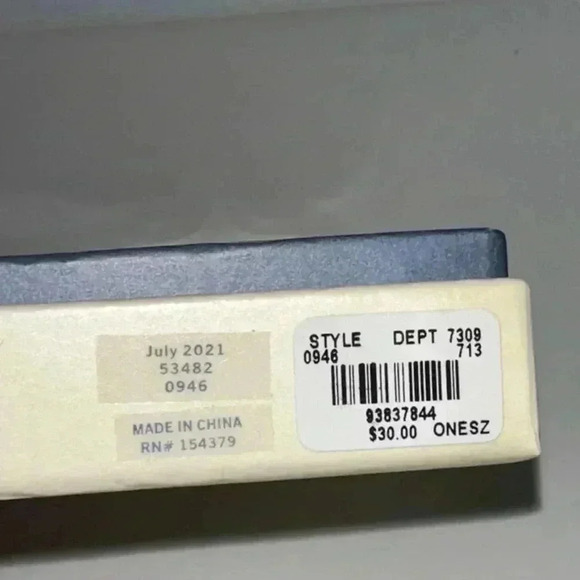 July 2021
53482
0946
MADE IN CHINA
RN# 154379
STYLE DEPT 7309
0946 713
93837844
$30.00 ONESZ